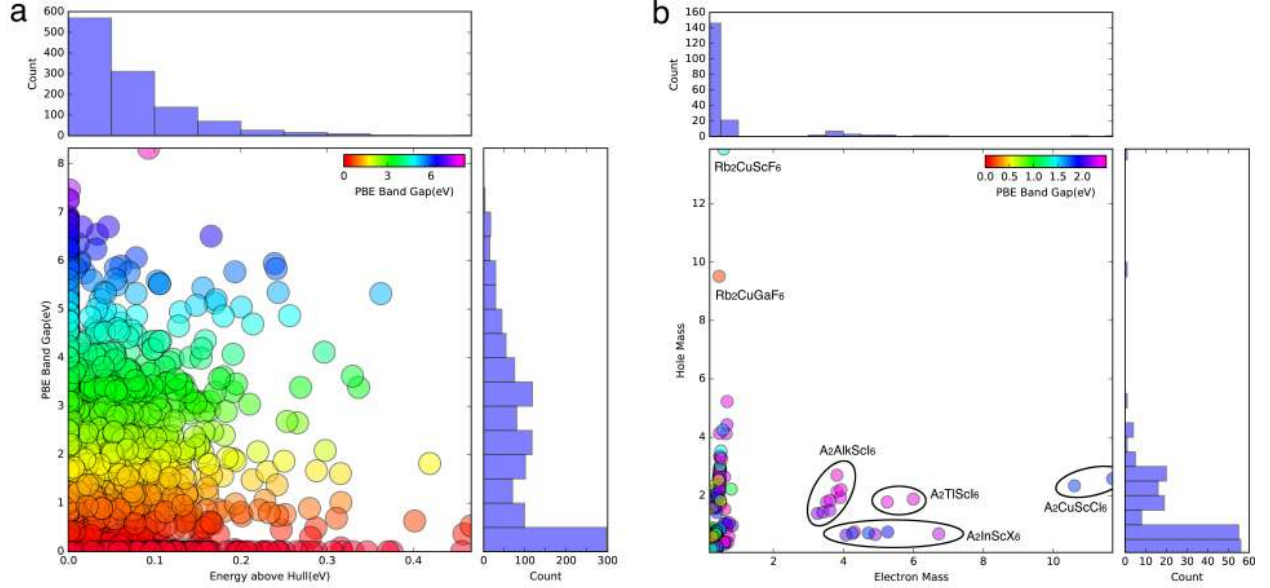 a
600
500
400
300
200
100
0
Count
8
7
6
5
4
3
2
1
0
PBE Band Gap(eV)
0 3 6
PBE Band Gap(eV)
0.0 0.1 0.2 0.3 0.4
Energy above Hull(eV)
0 100 200 300
Count
b
160
140
120
100
80
60
40
20
0
Count
Rb2CuScF6
0.0 0.5 1.0 1.5 2.0
PBE Band Gap(eV)
12
10
8
6
4
2
Hole Mass
Rb2CuGaF6
A2AlkScI6
A2TlScI6
A2CuScCl6
A2InScX6
2 4 6 8 10
Electron Mass
0 10 20 30 40 50 60
Count